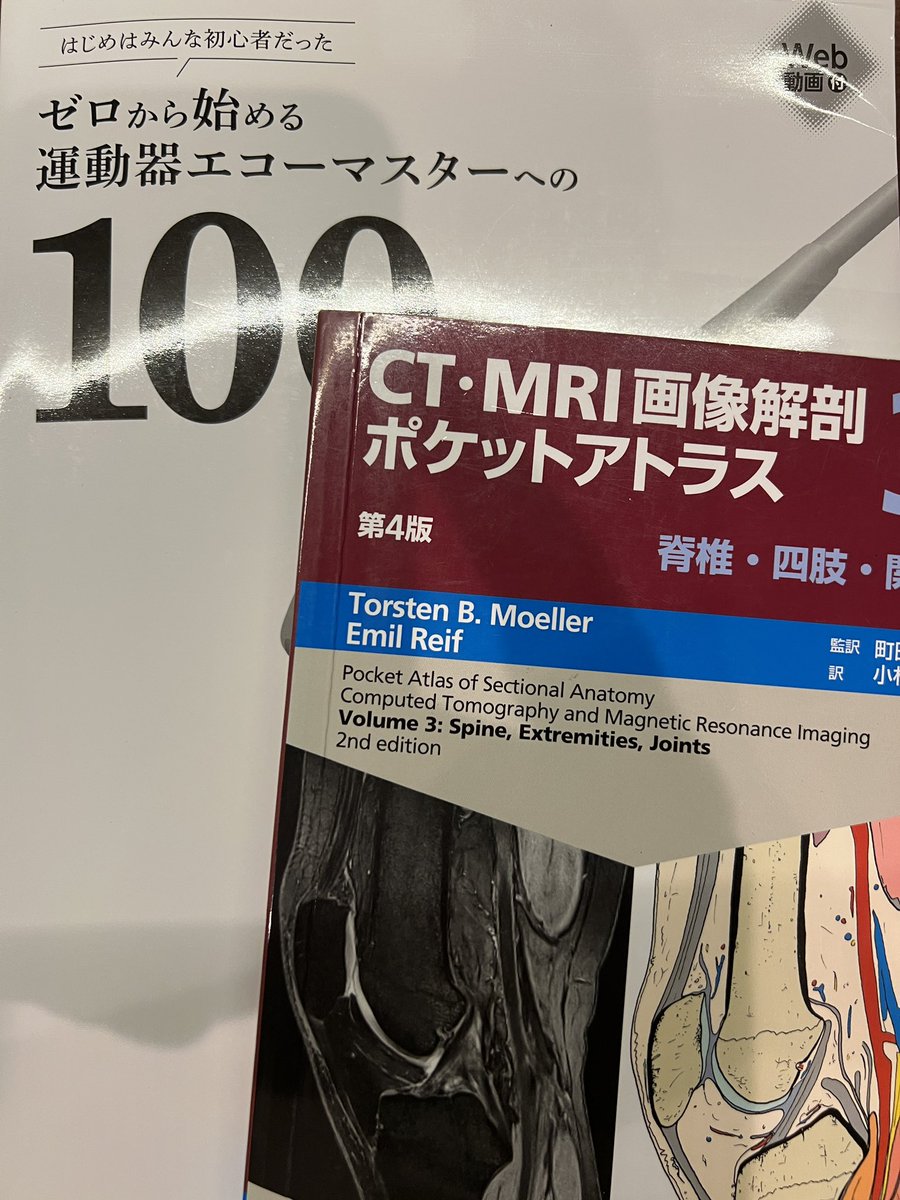 はじめはみんな初心者だった
Web
動画付
ゼロから始める
運動器エコーマスターへの
100
CT・MRI画像解剖
ポケットアトラス
第4版
脊椎・四肢・
Torsten B. Moeller
Emil Reif
監訳 町
訳 小
Pocket Atlas of Sectional Anatomy
Computed Tomography and Magnetic Resonance Imaging
Volume 3: Spine, Extremities, Joints
2nd edition